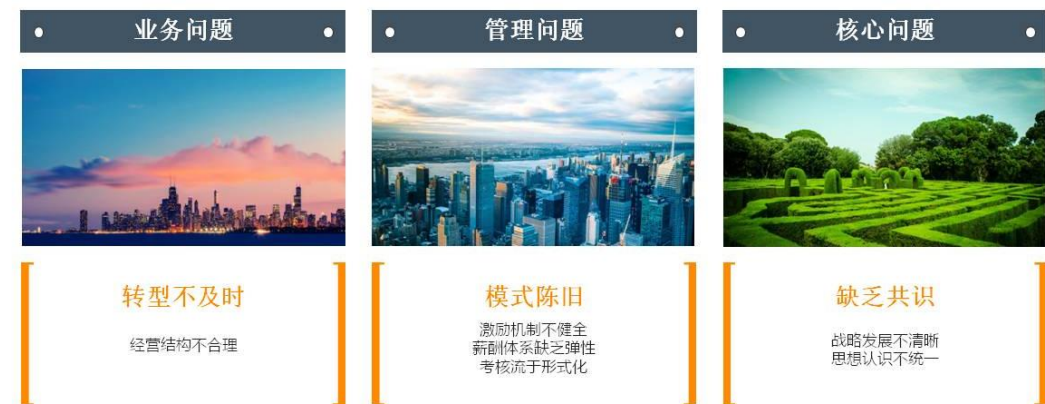 业务问题
管理问题
核心问题
转型不及时
经营结构不合理
模式陈旧
激励机制不健全
薪酬体系缺乏弹性
考核流于形式化
缺乏共识
战略发展不清晰
思想认识不统一